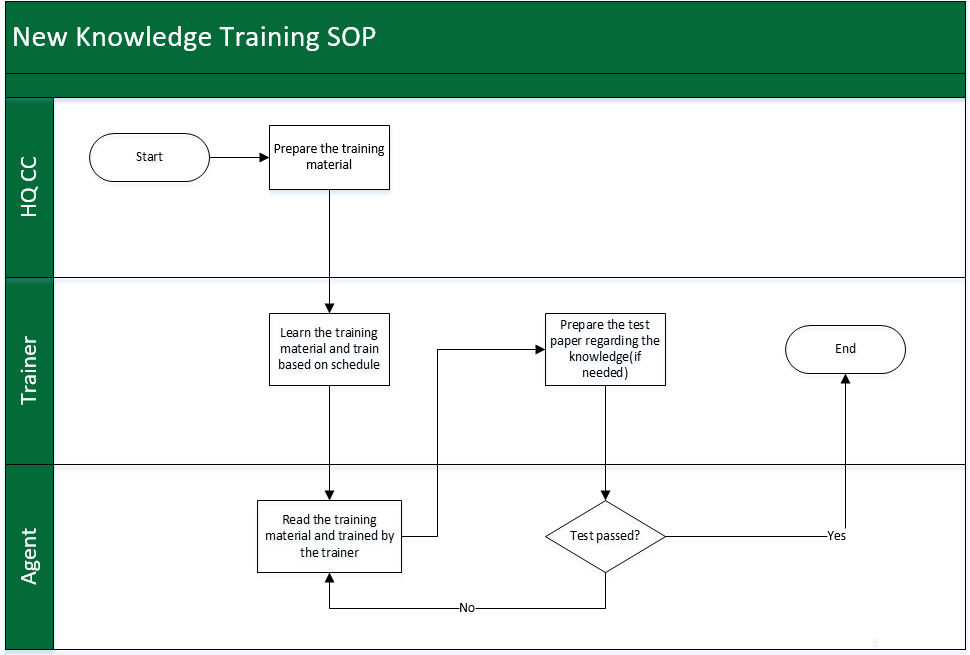 New Knowledge Training SOP
HQ CC
Start
Prepare the training
material
Trainer
Learn the training
material and train
based on schedule
Prepare the test
paper regarding the
knowledge(if
needed)
End
Agent
Read the training
material and trained by
the trainer
Test passed?
Yes
No
8